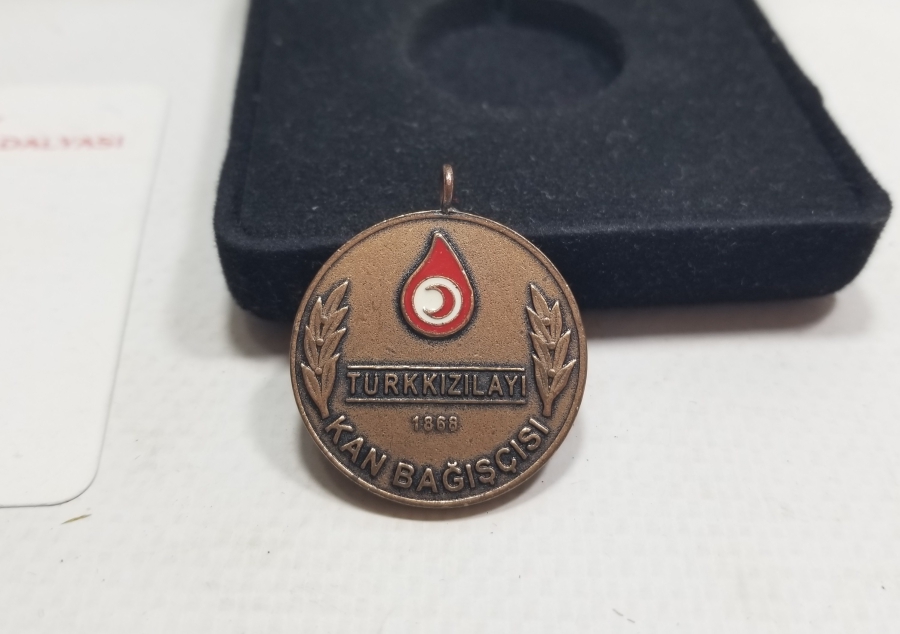 DALYASI
TÜRKKIZILAYI
1868
KAN BAĞIŞÇISI